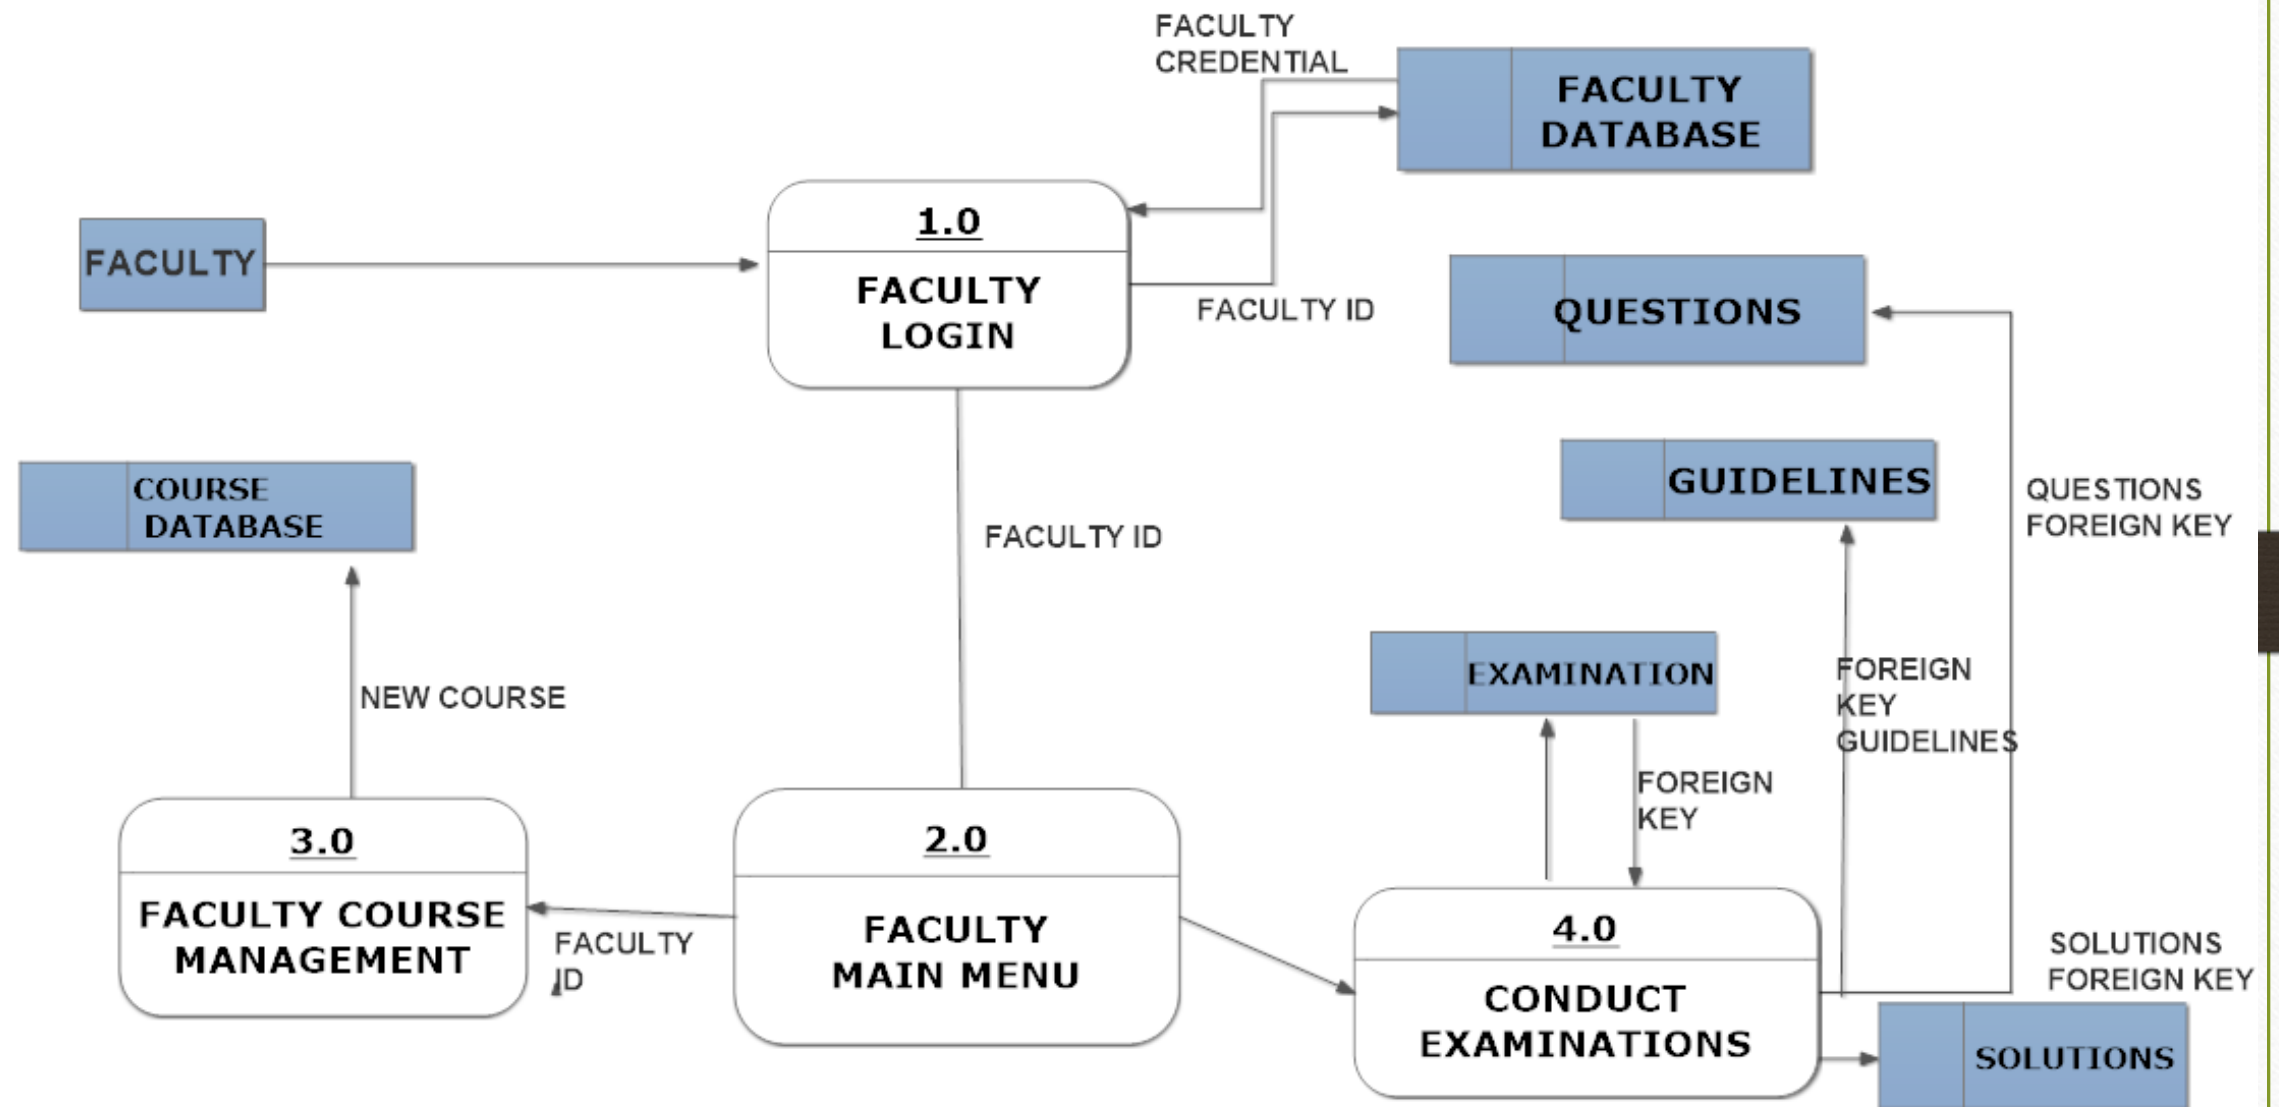 FACULTY
CREDENTIAL
FACULTY
DATABASE
1.0
FACULTY
LOGIN
FACULTY
FACULTY ID
QUESTIONS
COURSE
DATABASE
GUIDELINES
QUESTIONS
FOREIGN KEY
FACULTY ID
EXAMINATION
FOREIGN
KEY
GUIDELINES
NEW COURSE
FOREIGN
KEY
3.0
FACULTY COURSE
MANAGEMENT
FACULTY
ID
2.0
FACULTY
MAIN MENU
4.0
CONDUCT
EXAMINATIONS
SOLUTIONS
FOREIGN KEY
SOLUTIONS